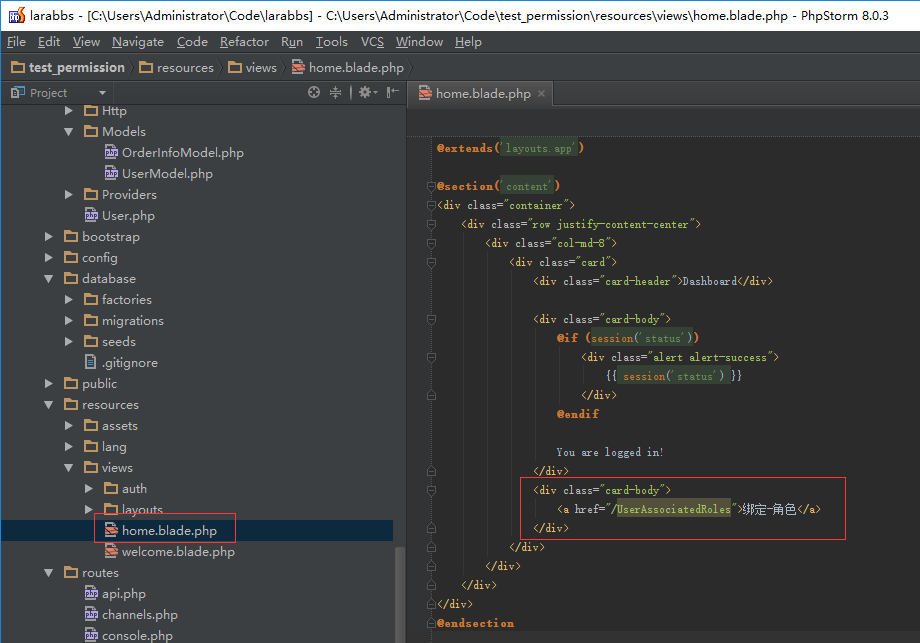 larabbs - [C:\Users\Administrator\Code\larabbs] - C:\Users\Administrator\Code\test_permission\resources\views\home.blade.php - PhpStorm 8.0.3
File Edit View Navigate Code Refactor Run Tools VCS Window Help
test_permission resources views home.blade.php
Project
home.blade.php
Http
Models
OrderInfoModel.php
UserModel.php
Providers
User.php
bootstrap
config
database
factories
migrations
seeds
.gitignore
public
resources
assets
lang
views
auth
layouts
home.blade.php
welcome.blade.php
routes
api.php
channels.php
console.php
@extends('layouts.app')
@section('content')
<div class="container">
<div class="row justify-content-center">
<div class="col-md-8">
<div class="card">
<div class="card-header">Dashboard</div>
<div class="card-body">
@if (session('status'))
<div class="alert alert-success">
{{ session('status') }}
</div>
@endif
You are logged in!
</div>
<div class="card-body">
<a href="/UserAssociatedRoles">绑定-角色</a>
</div>
</div>
</div>
</div>
</div>
@endsection